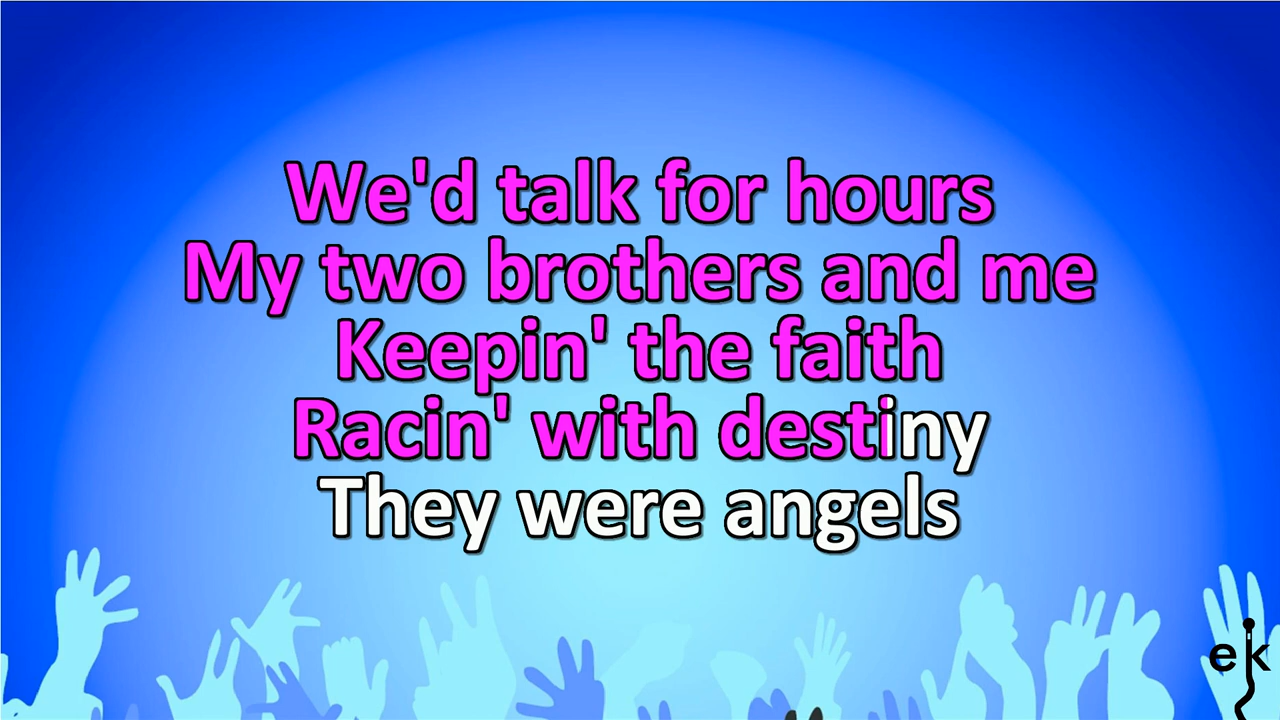 We'd talk for hours
My two brothers and me
Keepin' the faith
Racin' with destiny
They were angels
ek